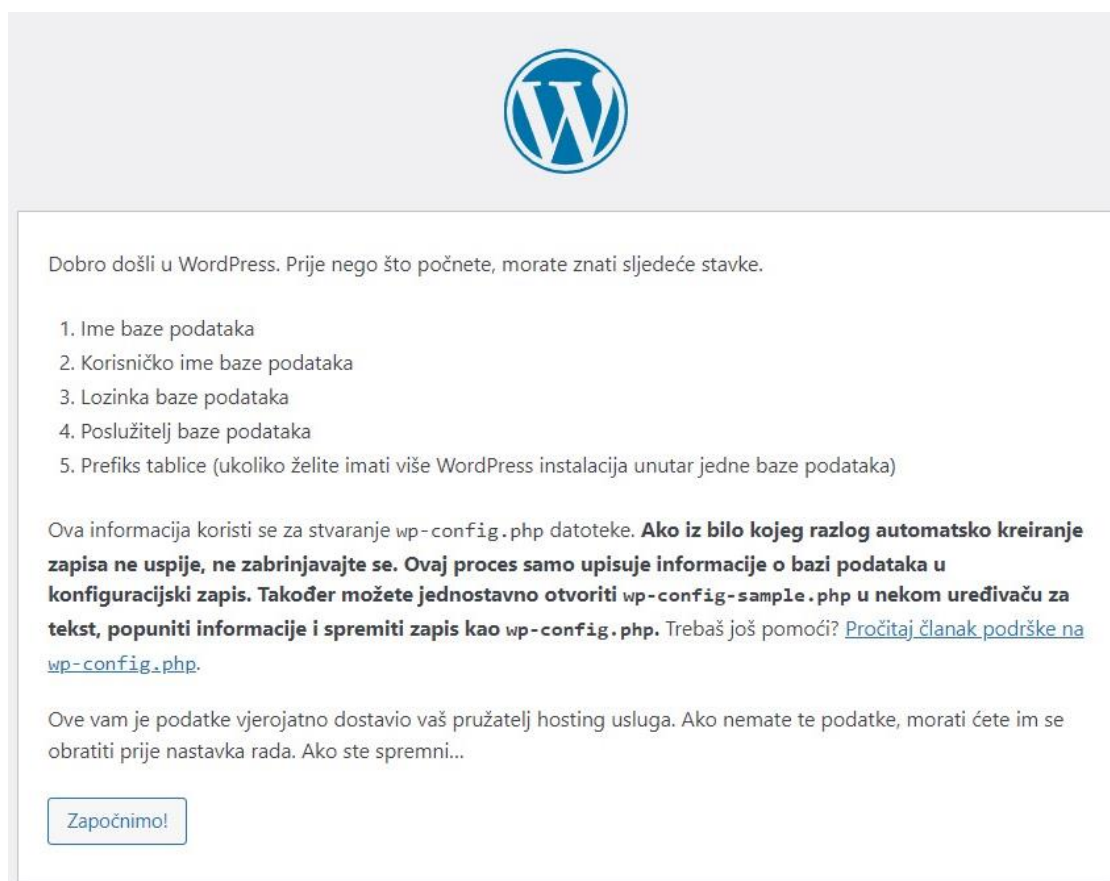 Dobro došli u WordPress. Prije nego što počnete, morate znati sljedeće stavke.
1. Ime baze podataka
2. Korisničko ime baze podataka
3. Lozinka baze podataka
4. Poslužitelj baze podataka
5. Prefiks tablice (ukoliko želite imati više WordPress instalacija unutar jedne baze podataka)
Ova informacija koristi se za stvaranje wp-config.php datoteke. Ako iz bilo kojeg razlog automatsko kreiranje
zapisa ne uspije, ne zabrinjavajte se. Ovaj proces samo upisuje informacije o bazi podataka u
konfiguracijski zapis. Također možete jednostavno otvoriti wp-config-sample.php u nekom uređivaču za
tekst, popuniti informacije i spremiti zapis kao wp-config.php. Trebaš još pomoći? Pročitaj članak podrške na
wp-config.php.
Ove vam je podatke vjerojatno dostavio vaš pružatelj hosting usluga. Ako nemate te podatke, morati ćete im se
obratiti prije nastavka rada. Ako ste spremni...
Započnimo!